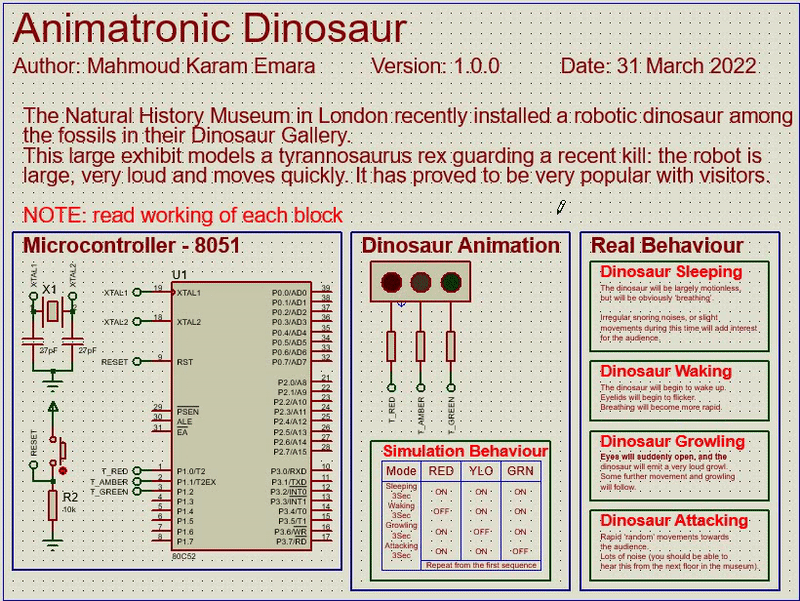 Animatronic Dinosaur
Author: Mahmoud Karam Emara Version: 1.0.0 Date: 31 March 2022
The Natural History Museum in London recently installed a robotic dinosaur among
the fossils in their Dinosaur Gallery.
This large exhibit models a tyrannosaurus rex guarding a recent kill: the robot is
large, very loud and moves quickly. It has proved to be very popular with visitors.
NOTE: read working of each block
Microcontroller - 8051
XTAL1
XTAL2
X1
27pF
27pF
RESET
R2
10k
U1
XTAL1 19 XTAL1
XTAL2 18 XTAL2
RESET 9 RST
29 PSEN
30 ALE
31 EA
T_RED 1 P1.0/T2
T_AMBER 2 P1.1/T2EX
T_GREEN 3 P1.2
4 P1.3
5 P1.4
6 P1.5
7 P1.6
8 P1.7
P0.0/AD0 39
P0.1/AD1 38
P0.2/AD2 37
P0.3/AD3 36
P0.4/AD4 35
P0.5/AD5 34
P0.6/AD6 33
P0.7/AD7 32
P2.0/A8 21
P2.1/A9 22
P2.2/A10 23
P2.3/A11 24
P2.4/A12 25
P2.5/A13 26
P2.6/A14 27
P2.7/A15 28
P3.0/RXD 10
P3.1/TXD 11
P3.2/INT0 12
P3.3/INT1 13
P3.4/T0 14
P3.5/T1 15
P3.6/WR 16
P3.7/RD 17
80C52
Dinosaur Animation
T_RED
T_AMBER
T_GREEN
Simulation Behaviour
Mode RED YLO GRN
Sleeping
3Sec ON ON ON
Waking
3Sec OFF ON ON
Growling
3Sec ON OFF ON
Attacking
3Sec ON ON OFF
Repeat from the first sequence
Real Behaviour
Dinosaur Sleeping
The dinosaur will be largely motionless,
but will be obviously 'breathing'.
Irregular snoring noises, or slight
movements during this time will add interest
for the audience,
Dinosaur Waking
The dinosaur will begin to wake up.
Eyelids will begin to flicker.
Breathing will become more rapid.
Dinosaur Growling
Eyes will suddenly open, and the
dinosaur will emit a very loud growl.
Some further movement and growling
will follow.
Dinosaur Attacking
Rapid 'random' movements towards
the audience.
Lots of noise (you should be able to
hear this from the next floor in the museum).